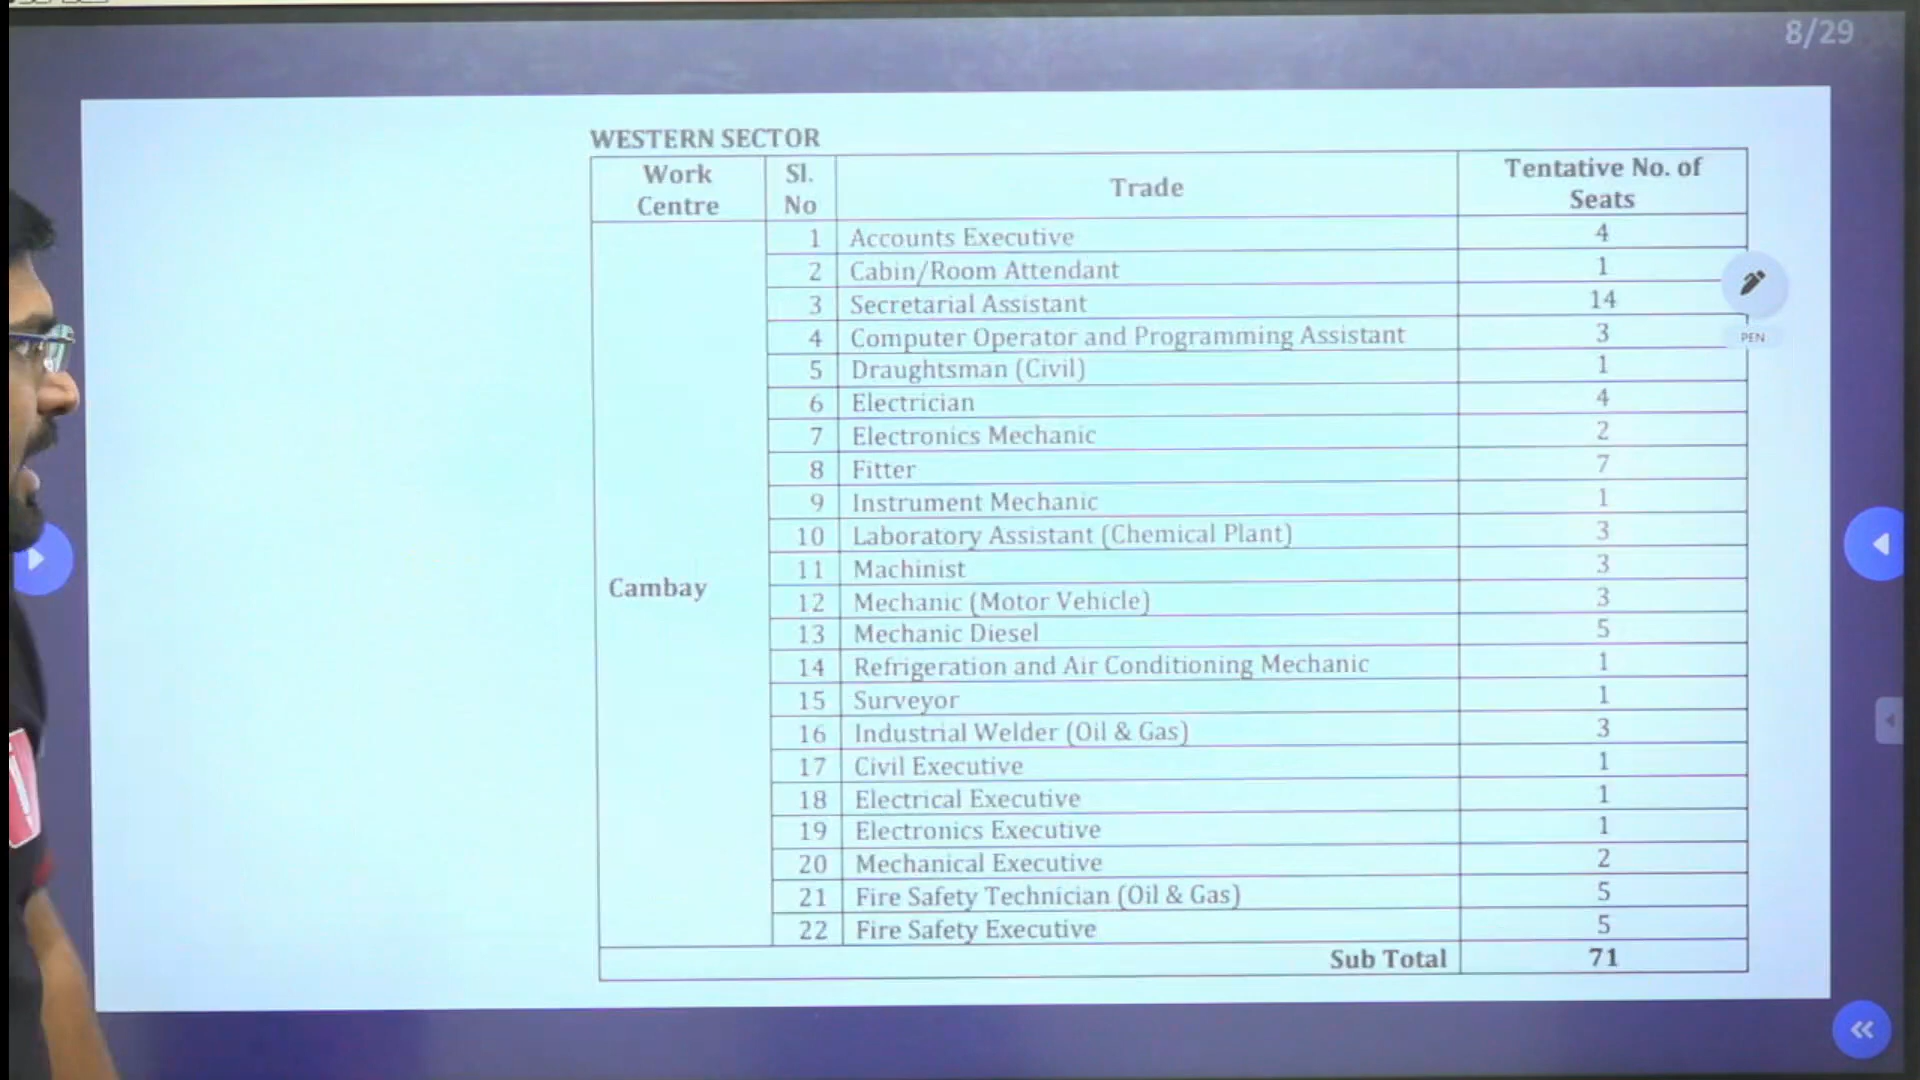 8/29
WESTERN SECTOR
Work Centre Sl. No Trade Tentative No. of Seats
Cambay
1 Accounts Executive 4
2 Cabin/Room Attendant 1
3 Secretarial Assistant 14
4 Computer Operator and Programming Assistant 3
5 Draughtsman (Civil) 1
6 Electrician 4
7 Electronics Mechanic 2
8 Fitter 7
9 Instrument Mechanic 1
10 Laboratory Assistant (Chemical Plant) 3
11 Machinist 3
12 Mechanic (Motor Vehicle) 3
13 Mechanic Diesel 5
14 Refrigeration and Air Conditioning Mechanic 1
15 Surveyor 1
16 Industrial Welder (Oil & Gas) 3
17 Civil Executive 1
18 Electrical Executive 1
19 Electronics Executive 1
20 Mechanical Executive 2
21 Fire Safety Technician (Oil & Gas) 5
22 Fire Safety Executive 5
Sub Total 71
PEN